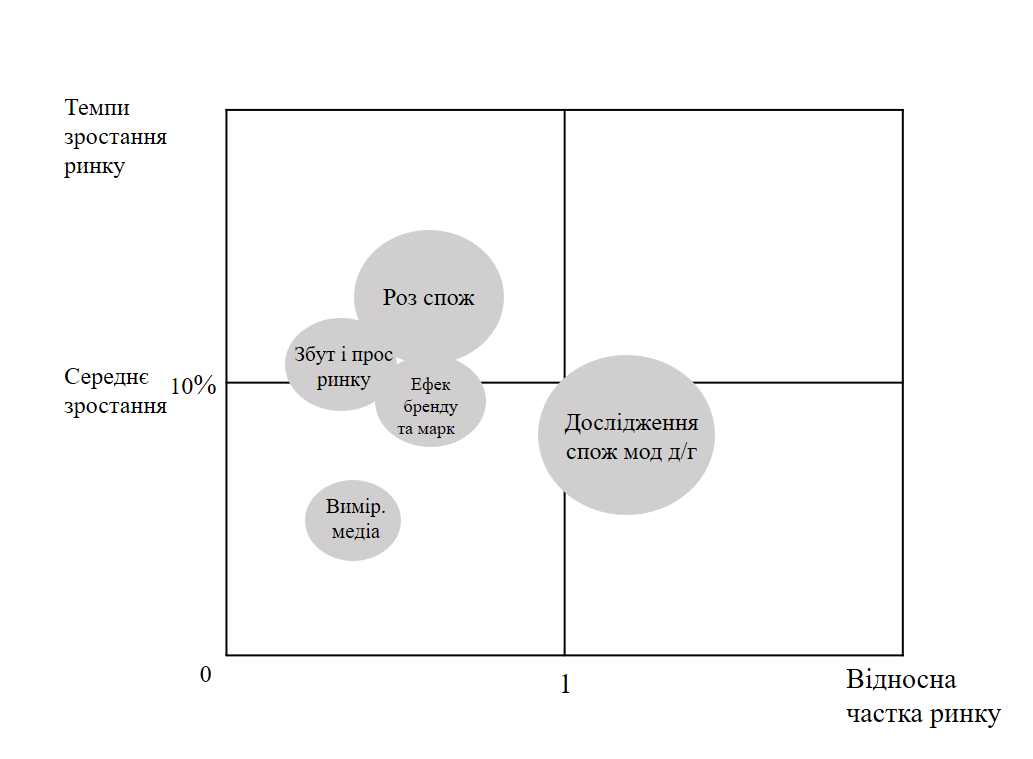 Темпи
зростання
ринку
Роз спож
Збут і прос
ринку
Середнє
зростання
10%
Ефек
бренду
та марк
Дослідження
спож мод д/г
Вимір.
медіа
0
1
Відносна
частка ринку